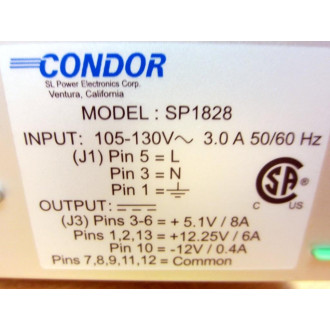 CONDOR
SL Power Electronics Corp.
Ventura, California
MODEL : SP1828
INPUT: 105-130V∿ 3.0 A 50/60 Hz
(J1) Pin 5 = L
Pin 3 = N
Pin 1 = ⏚
OUTPUT: ⎓
(J3) Pins 3-6 = + 5.1V / 8A
Pins 1,2,13 = +12.25V / 6A
Pin 10 = -12V / 0.4A
Pins 7,8,9,11,12 = Common
CSA
C US